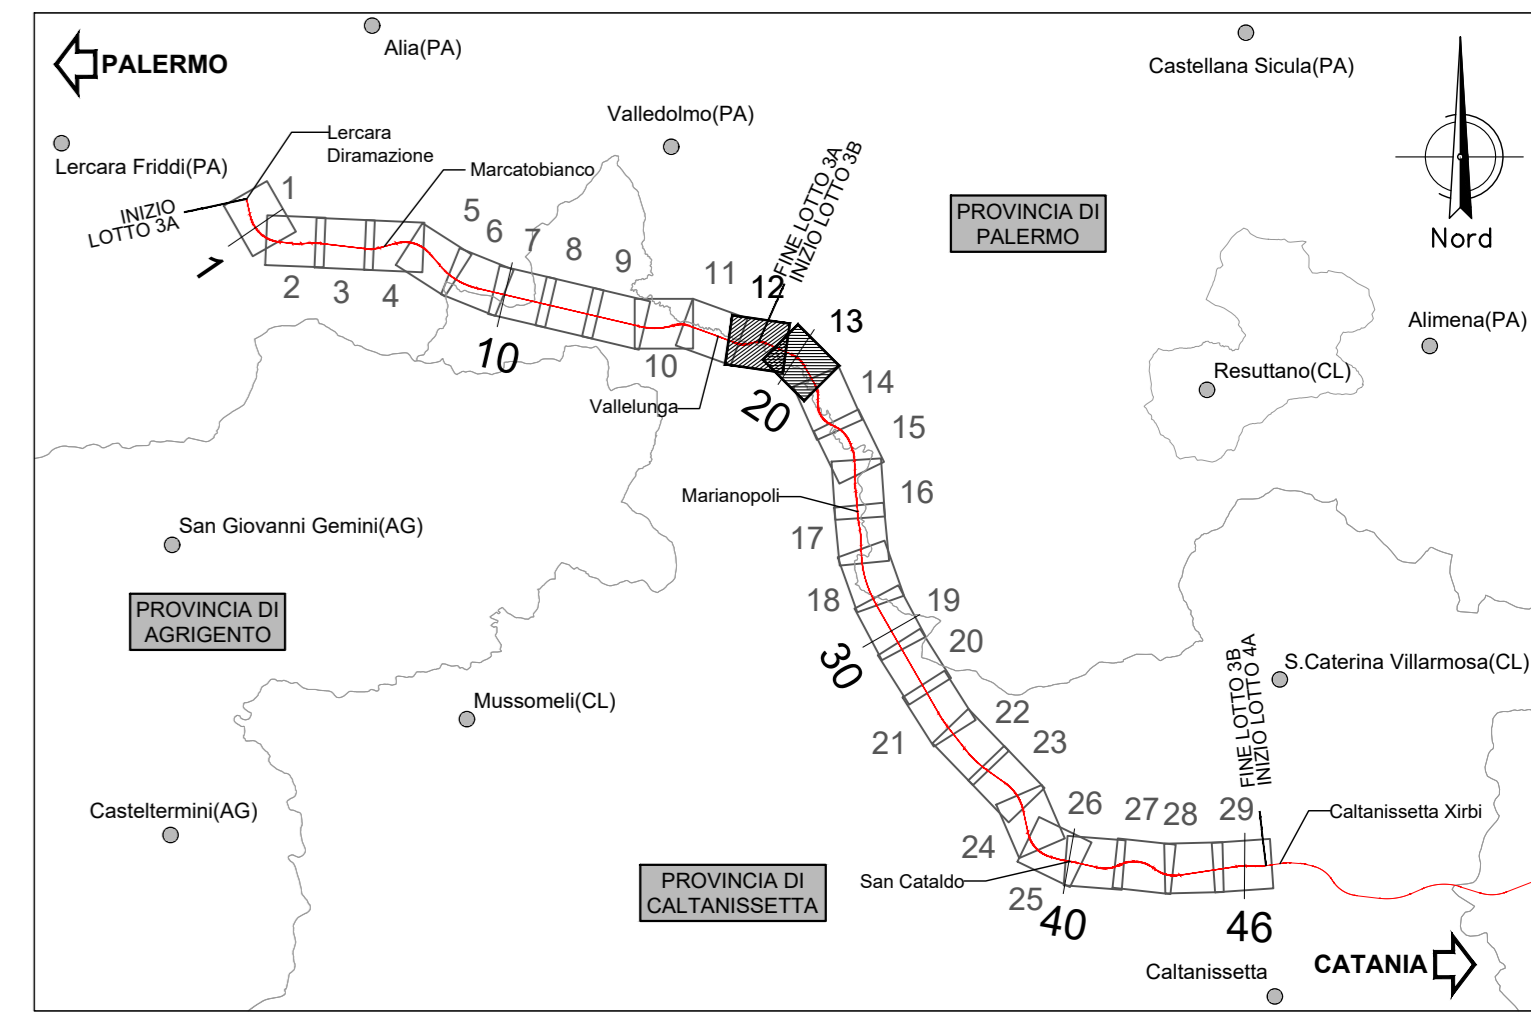 Alia(PA)
PALERMO
Castellana Sicula(PA)
Valledolmo(PA)
Lercara
Diramazione
Lercara Friddi(PA)
Marcatobianco
INIZIO
LOTTO 3A
FINE LOTTO 3A
INIZIO LOTTO 3B
PROVINCIA DI
PALERMO
Nord
1
1
2
3
4
5
6
7
8
9
10
10
11
12
13
Alimena(PA)
Resuttano(CL)
Vallelunga
20
14
15
16
Marianopoli
17
San Giovanni Gemini(AG)
PROVINCIA DI
AGRIGENTO
18
19
20
30
S.Caterina Villarmosa(CL)
FINE LOTTO 3B
INIZIO LOTTO 4A
Mussomeli(CL)
21
22
23
Casteltermini(AG)
24
25
26
27
28
29
Caltanissetta Xirbi
San Cataldo
PROVINCIA DI
CALTANISSETTA
40
46
CATANIA
Caltanissetta